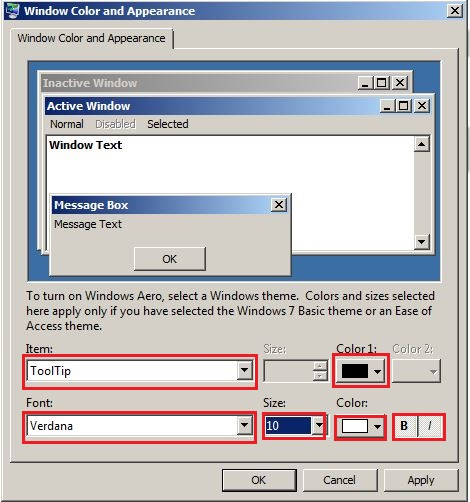 Window Color and Appearance
Window Color and Appearance
Inactive Window
Active Window
Normal Disabled Selected
Window Text
Message Box
Message Text
OK
To turn on Windows Aero, select a Windows theme. Colors and sizes selected
here apply only if you have selected the Windows 7 Basic theme or an Ease of
Access theme.
Item: Size: Color 1: Color 2:
ToolTip
Font: Size: Color:
Verdana 10 B I
OK Cancel Apply